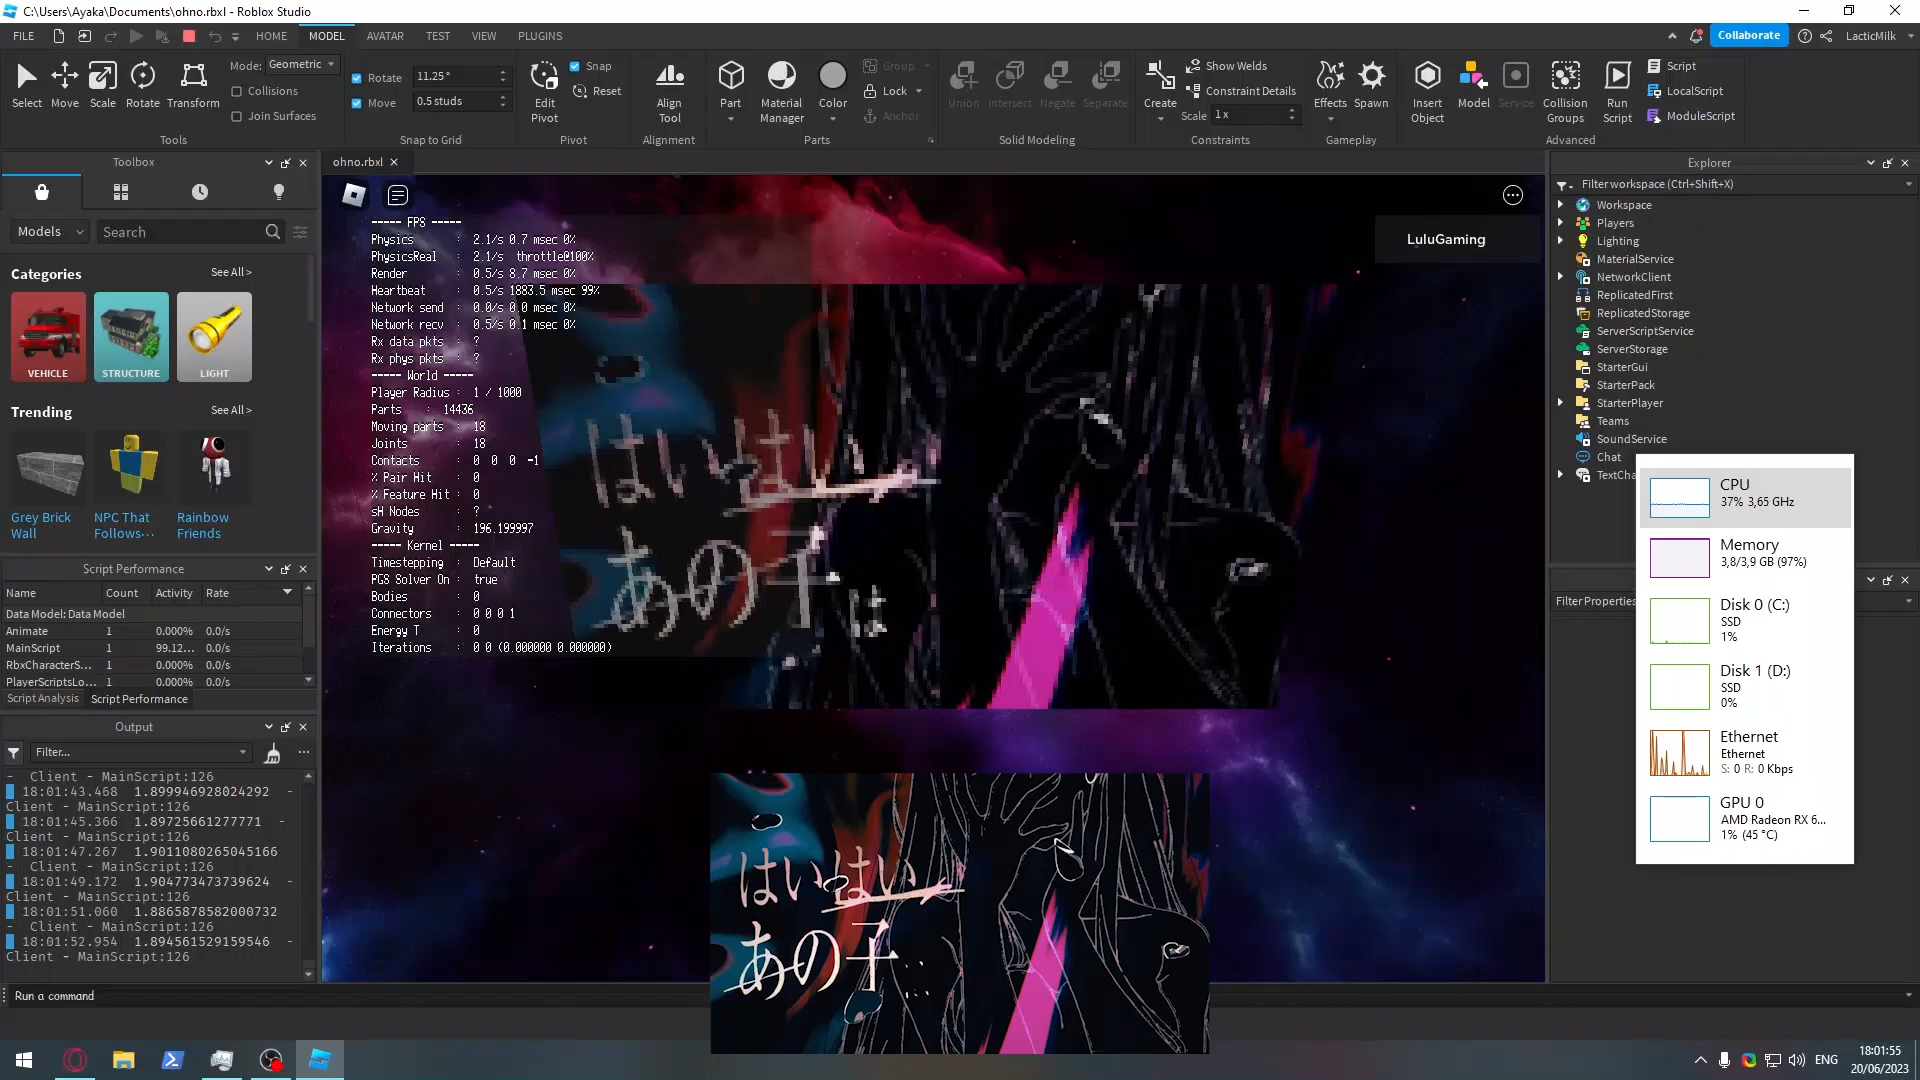 C:\Users\Ayaka\Documents\ohno.rbxl - Roblox Studio
FILE HOME MODEL AVATAR TEST VIEW PLUGINS Collaborate LacticMilk
Select Move Scale Rotate Transform
Mode: Geometric
Collisions
Join Surfaces
Tools
Rotate 11.25°
Move 0.5 studs
Snap to Grid
Edit Pivot
Snap
Reset
Pivot
Align Tool
Alignment
Part
Material Manager
Color
Group
Lock
Anchor
Parts
Union Intersect Negate Separate
Solid Modeling
Create
Show Welds
Constraint Details
Scale 1 x
Constraints
Effects Spawn
Gameplay
Insert Object
Model
Service
Collision Groups
Run Script
Script
LocalScript
ModuleScript
Advanced
Toolbox
Models Search
Categories See All >
VEHICLE STRUCTURE LIGHT
Trending See All >
Grey Brick Wall
NPC That Follows···
Rainbow Friends
Script Performance
Name Count Activity Rate
Data Model: Data Model
Animate 1 0.000% 0.0/s
MainScript 1 99.12... 0.0/s
RbxCharacterS... 1 0.000% 0.0/s
PlayerScriptsLo... 1 0.000% 0.0/s
Script Analysis Script Performance
Output
Filter...
- Client - MainScript:126
18:01:43.468 1.899946928024292 -
Client - MainScript:126
18:01:45.366 1.89725661277771 -
Client - MainScript:126
18:01:47.267 1.9011080265045166
- Client - MainScript:126
18:01:49.172 1.904773473739624 -
Client - MainScript:126
18:01:51.060 1.8865878582000732
- Client - MainScript:126
18:01:52.954 1.894561529159546 -
Client - MainScript:126
Run a command
ohno.rbxl
----- FPS -----
Physics : 2.1/s 0.7 msec 0%
PhysicsReal : 2.1/s throttle@100%
Render : 0.5/s 8.7 msec 0%
Heartbeat : 0.5/s 1883.5 msec 99%
Network send : 0.0/s 0.0 msec 0%
Network recv : 0.5/s 0.1 msec 0%
Rx data pkts : ?
Rx phys pkts : ?
----- World -----
Player Radius : 1 / 1000
Parts : 14436
Moving parts : 18
Joints : 18
Contacts : 0 0 0 -1
% Pair Hit : 0
% Feature Hit : 0
sH Nodes : ?
Gravity : 196.199997
----- Kernel -----
Timestepping : Default
PGS Solver On : true
Bodies : 0
Connectors : 0 0 0 1
Energy T : 0
Iterations : 0 0 (0.000000 0.000000)
LuluGaming
はいはい
あの子は
はいはい
あの子
Explorer
Filter workspace (Ctrl+Shift+X)
Workspace
Players
Lighting
MaterialService
NetworkClient
ReplicatedFirst
ReplicatedStorage
ServerScriptService
ServerStorage
StarterGui
StarterPack
StarterPlayer
Teams
SoundService
Chat
TextCha
Filter Properties
CPU
37% 3,65 GHz
Memory
3,8/3,9 GB (97%)
Disk 0 (C:)
SSD
1%
Disk 1 (D:)
SSD
0%
Ethernet
Ethernet
S: 0 R: 0 Kbps
GPU 0
AMD Radeon RX 6...
1% (45 °C)
ENG
18:01:55
20/06/2023